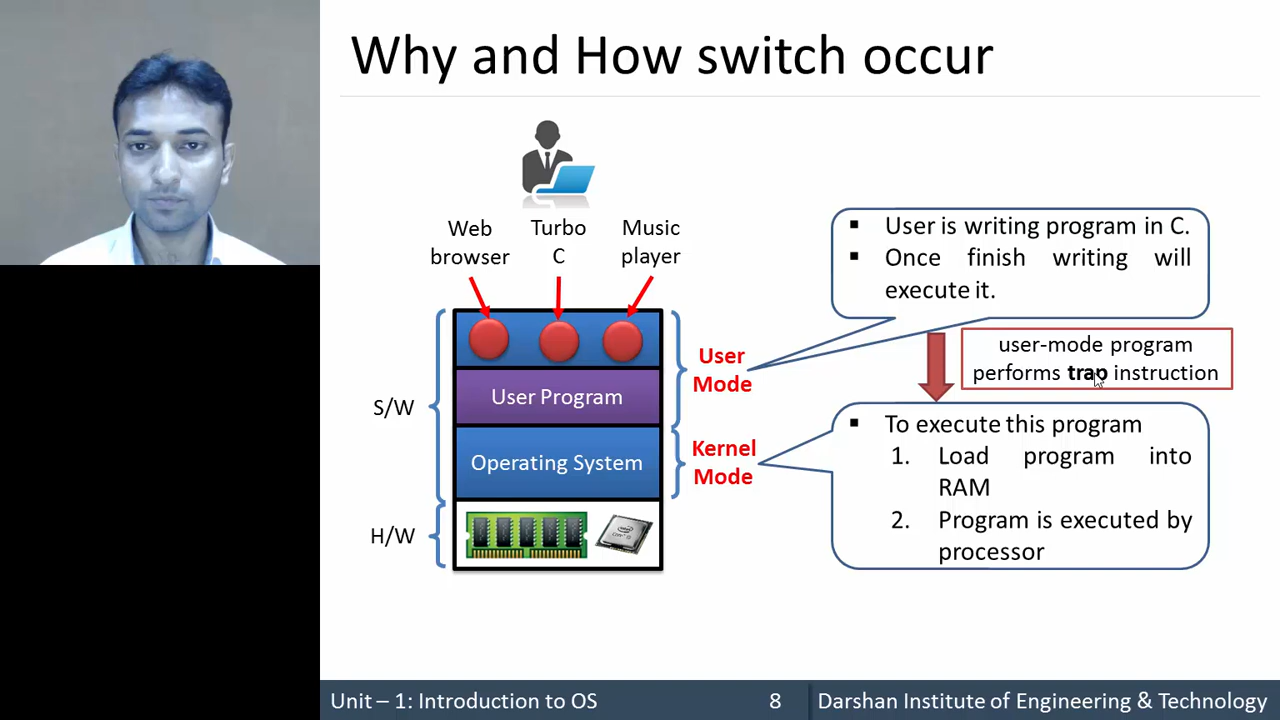 Why and How switch occur
Web
browser
Turbo
C
Music
player
S/W
User Program
Operating System
H/W
User
Mode
Kernel
Mode
▪ User is writing program in C.
▪ Once finish writing will
execute it.
user-mode program
performs trap instruction
▪ To execute this program
1. Load program into
RAM
2. Program is executed by
processor
Unit – 1: Introduction to OS
8
Darshan Institute of Engineering & Technology